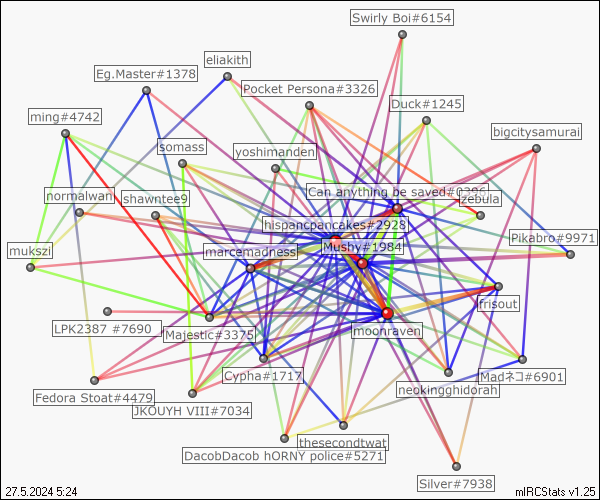 Swirly Boi#6154
eliakith
Eg.Master#1378
Pocket Persona#3326
Duck#1245
ming#4742
bigcitysamurai
somass
yoshimanden
Can anything be saved#0396
normalwan
shawntee9
zebula
hispancpancakes#2928
Pikabro#9971
mukszi
marcemadness
Mushy#1984
frisout
LPK2387 #7690
Majestic#3375
moonraven
Cypha#1717
Madネコ#6901
neokingghidorah
Fedora Stoat#4479
JKOUYH VIII#7034
thesecondtwat
DacobDacob hORNY police#5271
Silver#7938
27.5.2024 5:24
mIRCStats v1.25